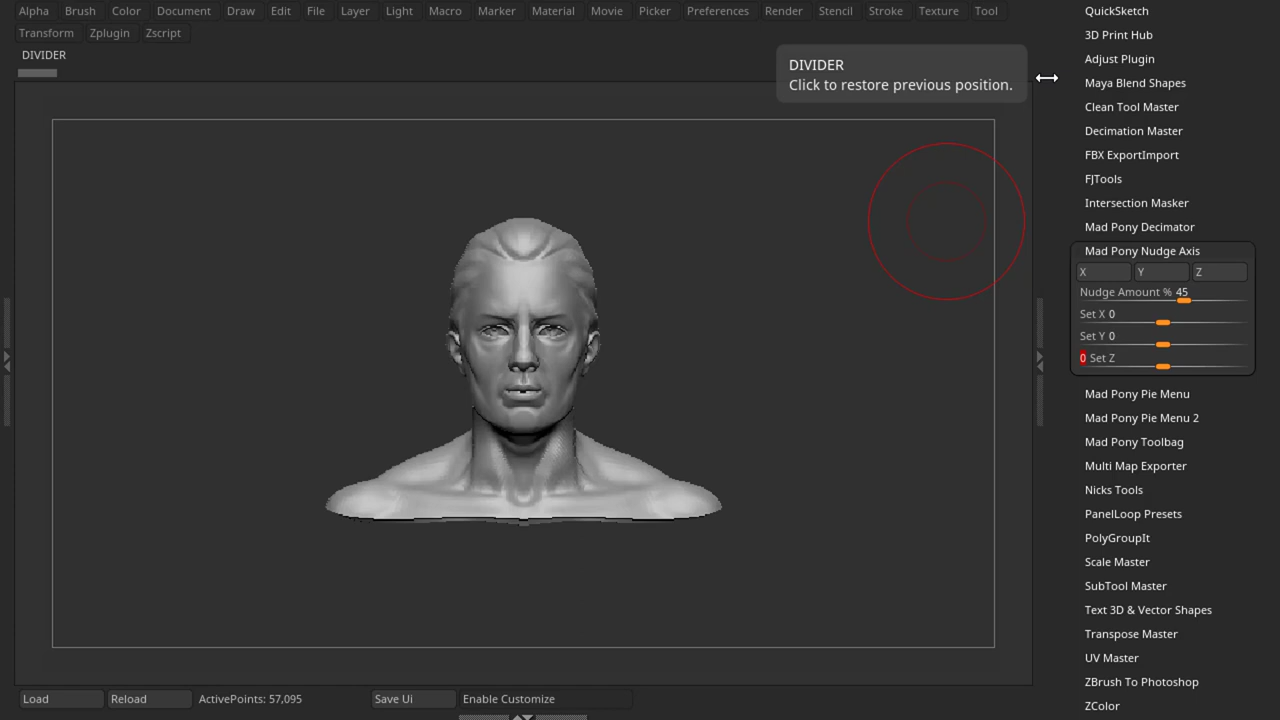 Alpha Brush Color Document Draw Edit File Layer Light Macro Marker Material Movie Picker Preferences Render Stencil Stroke Texture Tool
Transform Zplugin Zscript
DIVIDER
DIVIDER
Click to restore previous position.
QuickSketch
3D Print Hub
Adjust Plugin
Maya Blend Shapes
Clean Tool Master
Decimation Master
FBX ExportImport
FJTools
Intersection Masker
Mad Pony Decimator
Mad Pony Nudge Axis
X Y Z
Nudge Amount % 45
Set X 0
Set Y 0
0 Set Z
Mad Pony Pie Menu
Mad Pony Pie Menu 2
Mad Pony Toolbag
Multi Map Exporter
Nicks Tools
PanelLoop Presets
PolyGroupIt
Scale Master
SubTool Master
Text 3D & Vector Shapes
Transpose Master
UV Master
ZBrush To Photoshop
ZColor
Load Reload ActivePoints: 57,095 Save Ui Enable Customize